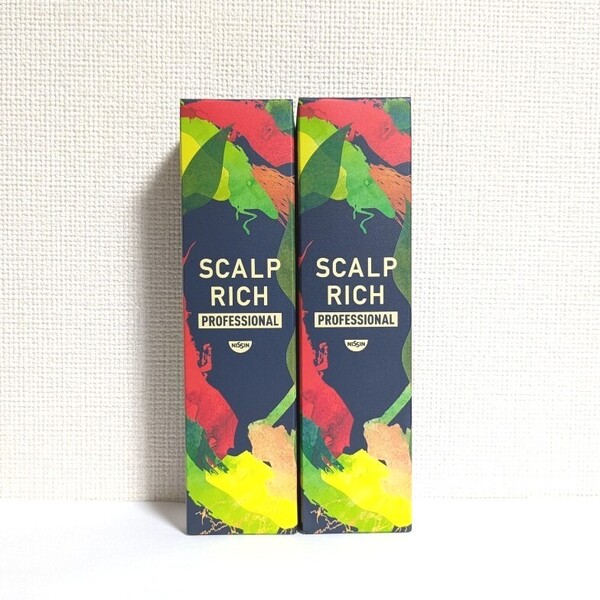 SCALP
RICH
PROFESSIONAL
NISSIN
SCALP
RICH
PROFESSIONAL
NISSIN